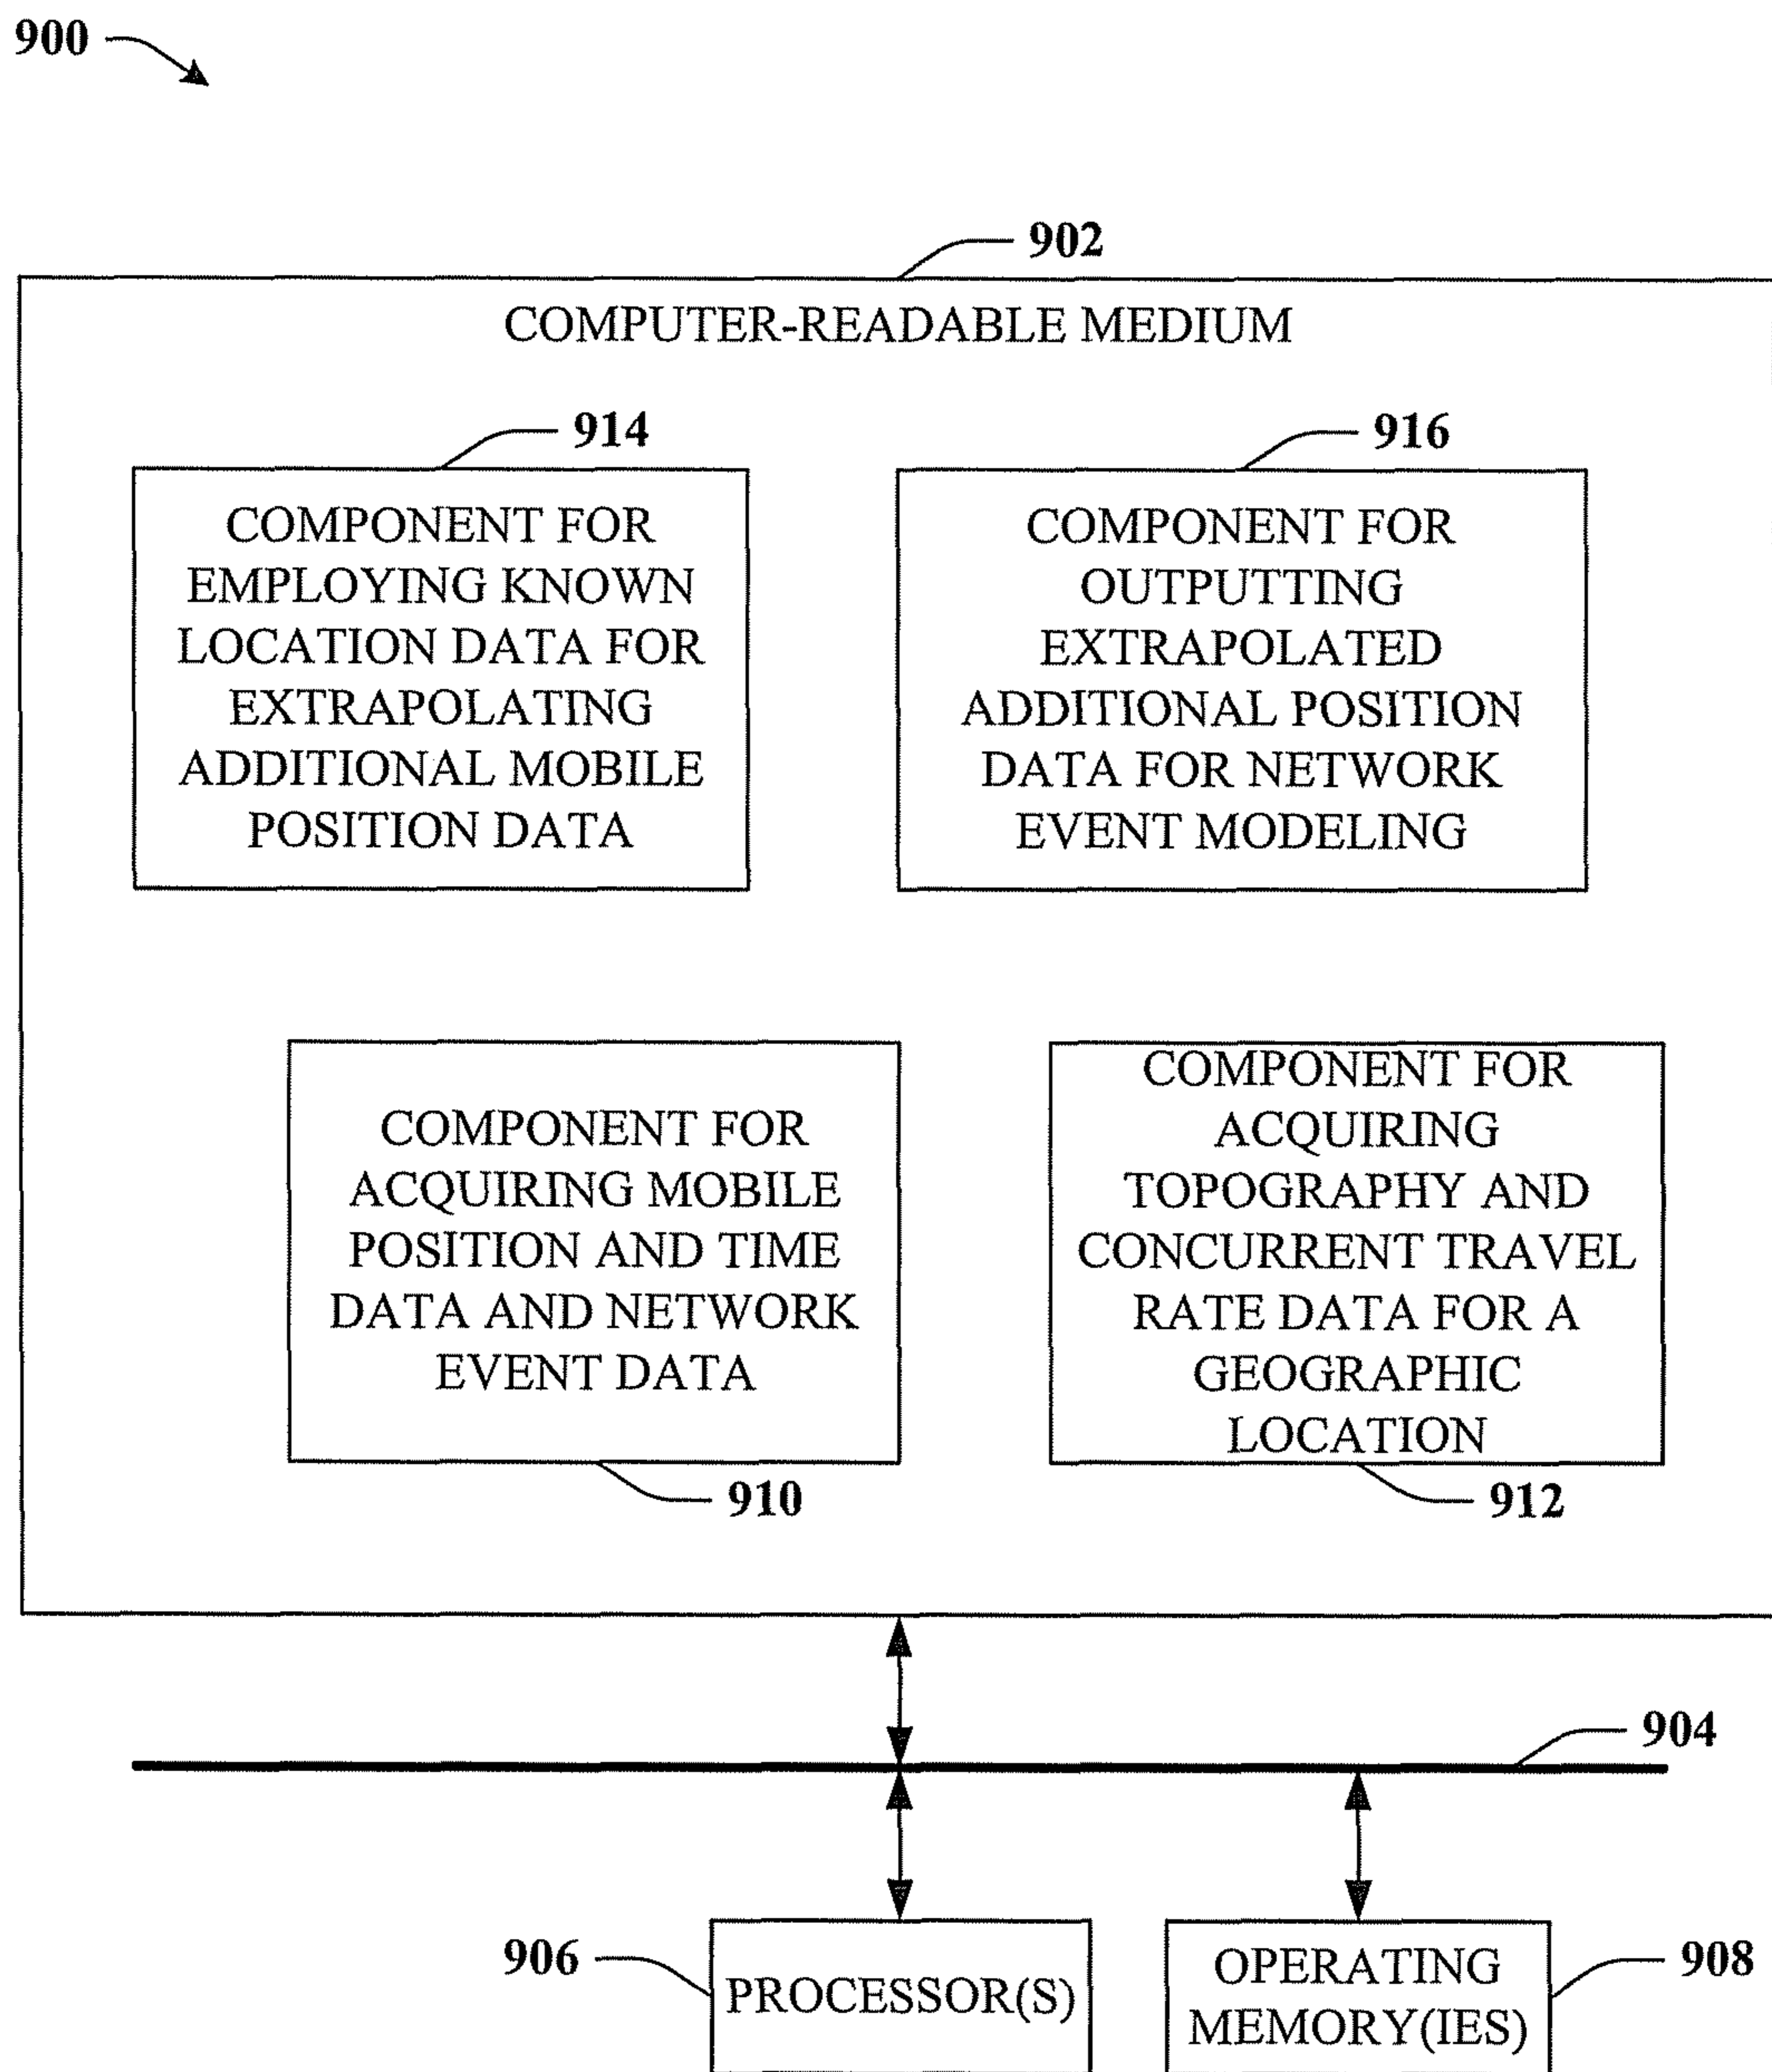 900
902
COMPUTER-READABLE MEDIUM
914
COMPONENT FOR
EMPLOYING KNOWN
LOCATION DATA FOR
EXTRAPOLATING
ADDITIONAL MOBILE
POSITION DATA
916
COMPONENT FOR
OUTPUTTING
EXTRAPOLATED
ADDITIONAL POSITION
DATA FOR NETWORK
EVENT MODELING
COMPONENT FOR
ACQUIRING MOBILE
POSITION AND TIME
DATA AND NETWORK
EVENT DATA
910
COMPONENT FOR
ACQUIRING
TOPOGRAPHY AND
CONCURRENT TRAVEL
RATE DATA FOR A
GEOGRAPHIC
LOCATION
912
904
906
PROCESSOR(S)
OPERATING
MEMORY(IES)
908